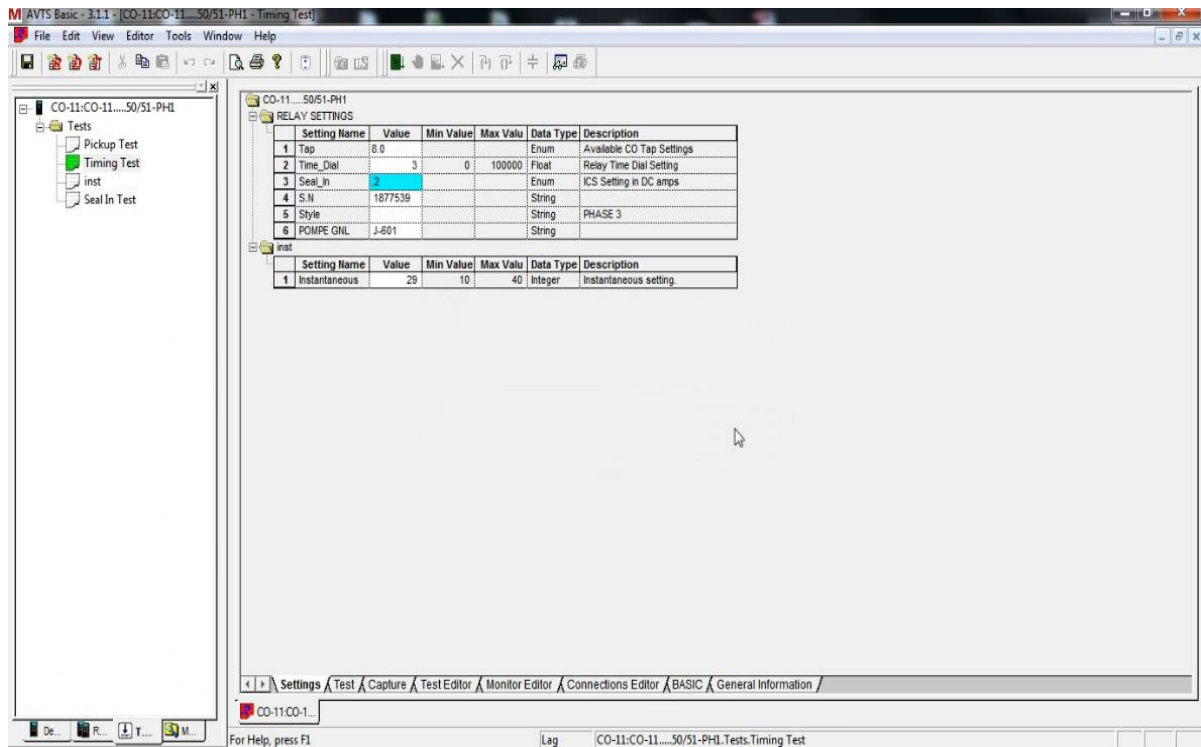 M AVTS Basic - 3.1.1 - [CO-11:CO-11.....50/51-PH1 - Timing Test]
File Edit View Editor Tools Window Help
CO-11:CO-11.....50/51-PH1
Tests
Pickup Test
Timing Test
inst
Seal In Test
CO-11.....50/51-PH1
RELAY SETTINGS
Setting Name Value Min Value Max Valu Data Type Description
1 Tap 8.0 Enum Available CO Tap Settings
2 Time_Dial 3 0 100000 Float Relay Time Dial Setting
3 Seal_In 2 Enum ICS Setting in DC amps
4 S.N 1877539 String
5 Style String PHASE 3
6 POMPE GNL J-601 String
inst
Setting Name Value Min Value Max Valu Data Type Description
1 Instantaneous 29 10 40 Integer Instantaneous setting.
Settings Test Capture Test Editor Monitor Editor Connections Editor BASIC General Information
CO-11:CO-1...
De... R... T... M...
For Help, press F1 Lag CO-11:CO-11.....50/51-PH1.Tests.Timing Test